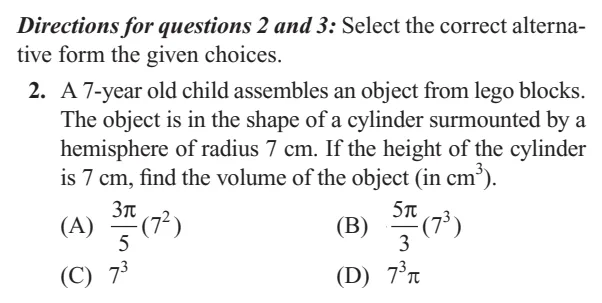 Directions for questions 2 and 3: Select the correct alterna-
tive form the given choices.
2. A 7-year old child assembles an object from lego blocks.
The object is in the shape of a cylinder surmounted by a
hemisphere of radius 7 cm. If the height of the cylinder
is 7 cm, find the volume of the object (in cm³).
(A) 3π/5 (7²) (B) 5π/3 (7³)
(C) 7³ (D) 7³π